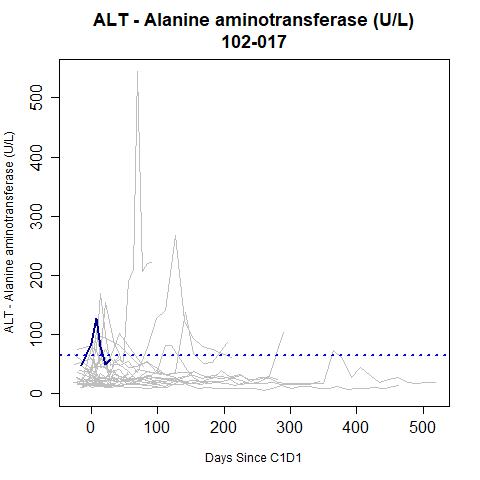 ALT - Alanine aminotransferase (U/L)
102-017
ALT - Alanine aminotransferase (U/L)
500
400
300
200
100
0
0 100 200 300 400 500
Days Since C1D1